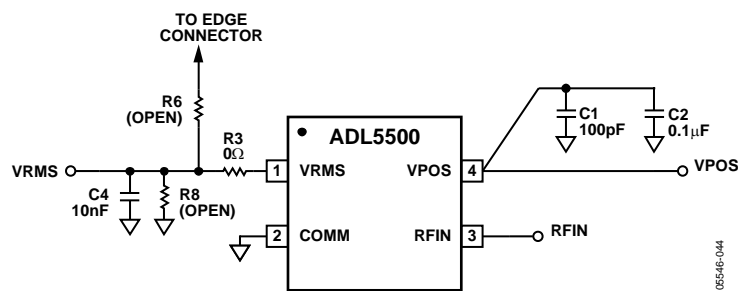 TO EDGE
CONNECTOR
R6
(OPEN)
R3
0Ω
VRMS
C4
10nF
R8
(OPEN)
ADL5500
1 VRMS
VPOS 4
2 COMM
RFIN 3
C1
100pF
C2
0.1μF
VPOS
RFIN
05546-044